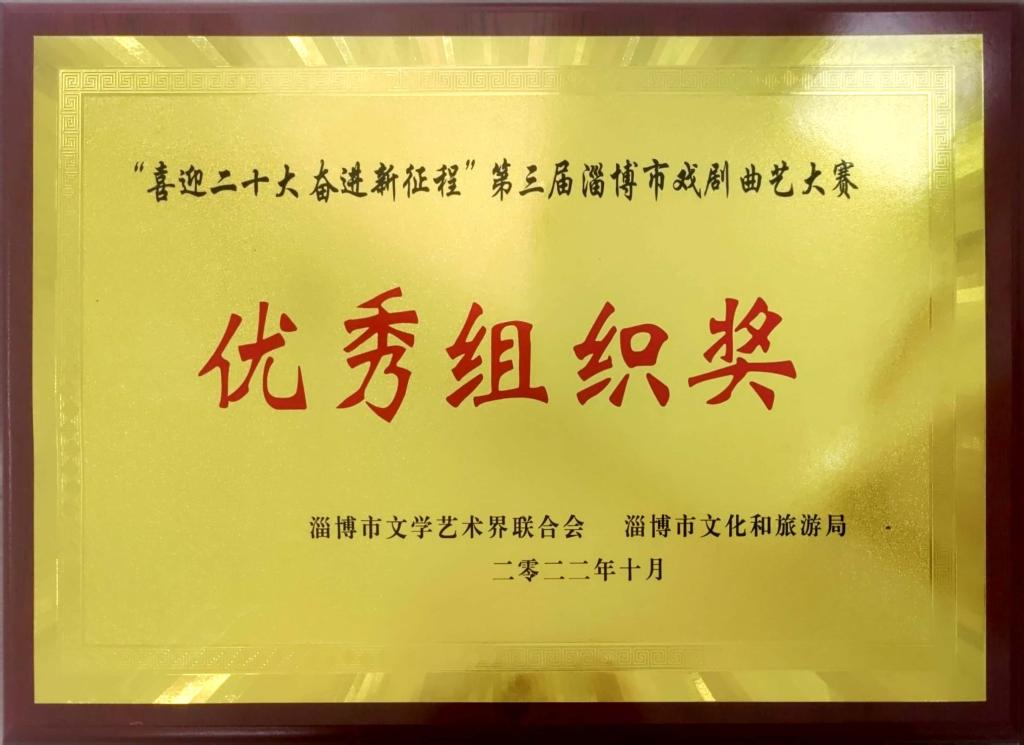 “喜迎二十大 奋进新征程”第三届淄博市戏剧曲艺大赛
优秀组织奖
淄博市文学艺术界联合会 淄博市文化和旅游局
二零二二年十月